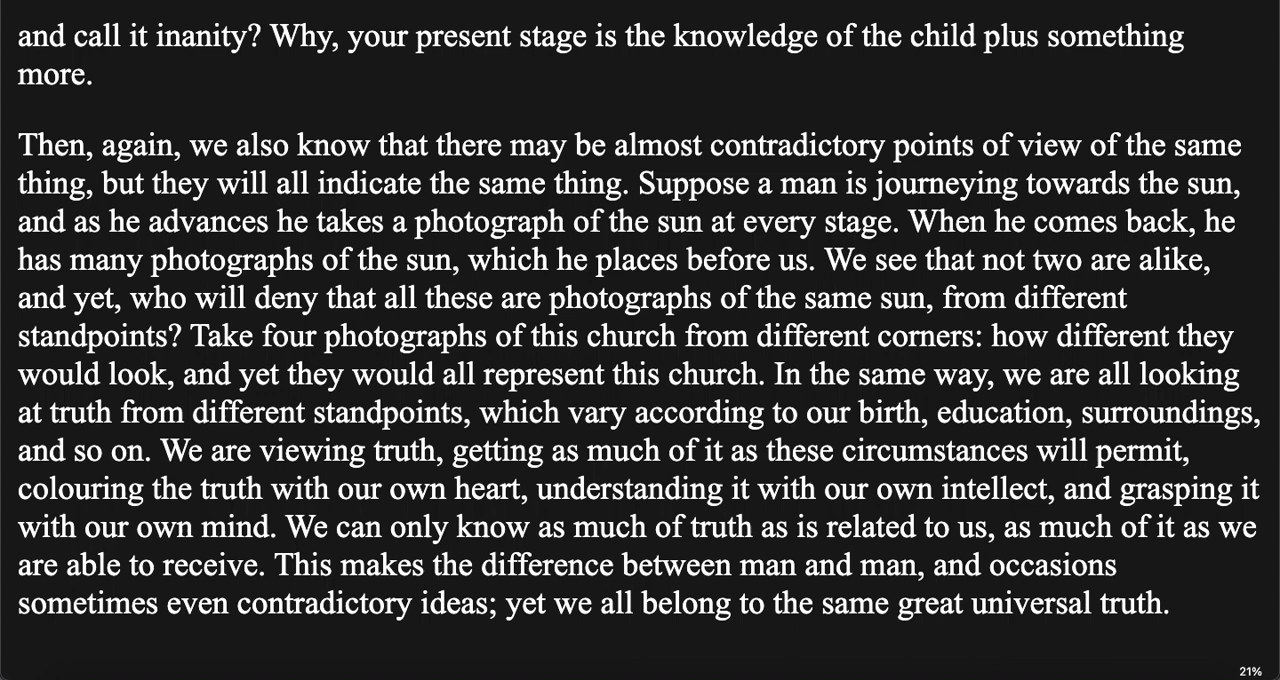 and call it inanity? Why, your present stage is the knowledge of the child plus something
more.
Then, again, we also know that there may be almost contradictory points of view of the same
thing, but they will all indicate the same thing. Suppose a man is journeying towards the sun,
and as he advances he takes a photograph of the sun at every stage. When he comes back, he
has many photographs of the sun, which he places before us. We see that not two are alike,
and yet, who will deny that all these are photographs of the same sun, from different
standpoints? Take four photographs of this church from different corners: how different they
would look, and yet they would all represent this church. In the same way, we are all looking
at truth from different standpoints, which vary according to our birth, education, surroundings,
and so on. We are viewing truth, getting as much of it as these circumstances will permit,
colouring the truth with our own heart, understanding it with our own intellect, and grasping it
with our own mind. We can only know as much of truth as is related to us, as much of it as we
are able to receive. This makes the difference between man and man, and occasions
sometimes even contradictory ideas; yet we all belong to the same great universal truth.
21%